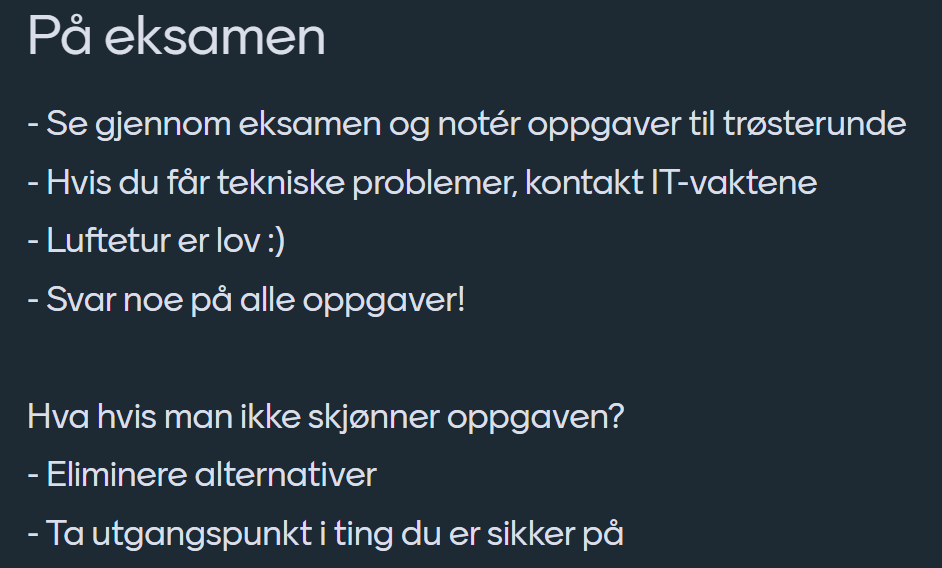 På eksamen
- Se gjennom eksamen og notér oppgaver til trøsterunde
- Hvis du får tekniske problemer, kontakt IT-vaktene
- Luftetur er lov :)
- Svar noe på alle oppgaver!
Hva hvis man ikke skjønner oppgaven?
- Eliminere alternativer
- Ta utgangspunkt i ting du er sikker på